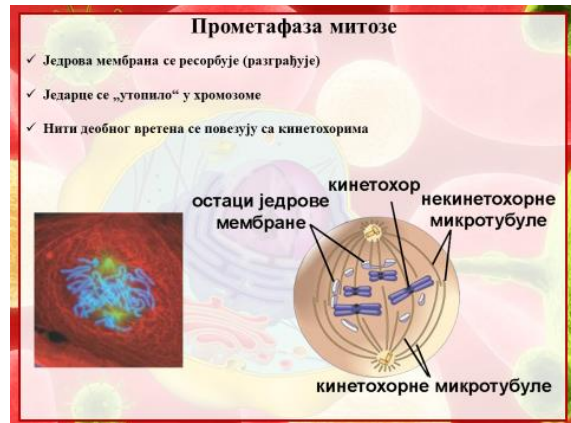 Прометафаза митозе
Једрова мембрана се ресорбује (разграђује)
Једарце се „утопило“ у хромозоме
Нити деобног вретена се повезују са кинетохорима
кинетохор
остаци једрове
мембране
некинетохорне
микротубуле
кинетохорне микротубуле